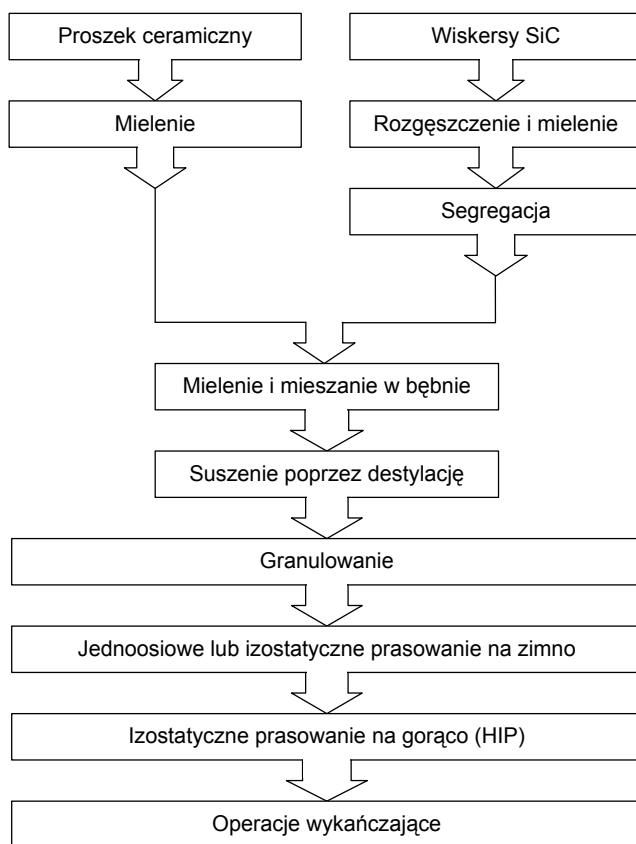 Proszek ceramiczny
Wiskersy SiC
Mielenie
Rozgęszczenie i mielenie
Segregacja
Mielenie i mieszanie w bębnie
Suszenie poprzez destylację
Granulowanie
Jednoosiowe lub izostatyczne prasowanie na zimno
Izostatyczne prasowanie na gorąco (HIP)
Operacje wykańczające